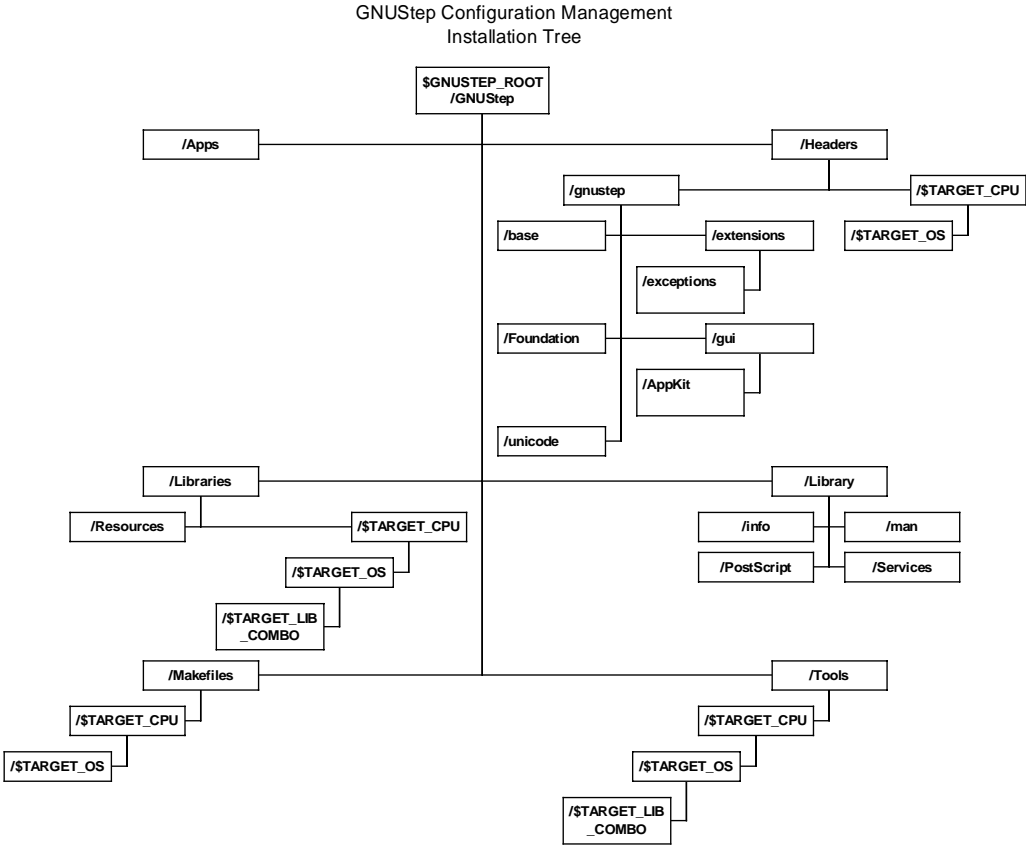 GNUStep Configuration Management
Installation Tree
$GNUSTEP_ROOT
/GNUStep
/Apps
/Headers
/gnustep
/$TARGET_CPU
/base
/extensions
/$TARGET_OS
/exceptions
/Foundation
/gui
/AppKit
/unicode
/Libraries
/Library
/Resources
/$TARGET_CPU
/info
/man
/$TARGET_OS
/PostScript
/Services
/$TARGET_LIB
_COMBO
/Makefiles
/Tools
/$TARGET_CPU
/$TARGET_CPU
/$TARGET_OS
/$TARGET_OS
/$TARGET_LIB
_COMBO